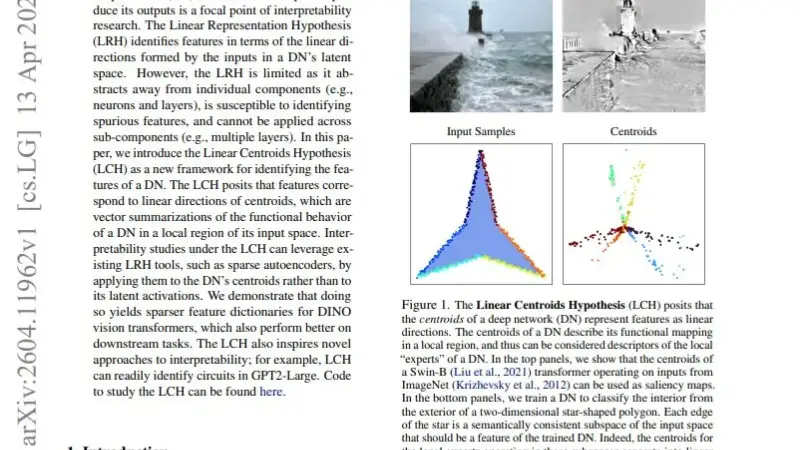 arXiv:2604.11962v1 [cs.LG] 13 Apr 202
duce its outputs is a focal point of interpretability
research. The Linear Representation Hypothesis
(LRH) identifies features in terms of the linear di-
rections formed by the inputs in a DN's latent
space. However, the LRH is limited as it ab-
stracts away from individual components (e.g.,
neurons and layers), is susceptible to identifying
spurious features, and cannot be applied across
sub-components (e.g., multiple layers). In this pa-
per, we introduce the Linear Centroids Hypothesis
(LCH) as a new framework for identifying the fea-
tures of a DN. The LCH posits that features corre-
spond to linear directions of centroids, which are
vector summarizations of the functional behavior
of a DN in a local region of its input space. Inter-
pretability studies under the LCH can leverage ex-
isting LRH tools, such as sparse autoencoders, by
applying them to the DN's centroids rather than to
its latent activations. We demonstrate that doing
so yields sparser feature dictionaries for DINO
vision transformers, which also perform better on
downstream tasks. The LCH also inspires novel
approaches to interpretability; for example, LCH
can readily identify circuits in GPT2-Large. Code
to study the LCH can be found here.
1. Introduction
Input Samples
Centroids
Figure 1. The Linear Centroids Hypothesis (LCH) posits that
the centroids of a deep network (DN) represent features as linear
directions. The centroids of a DN describe its functional mapping
in a local region, and thus can be considered descriptors of the local
"experts" of a DN. In the top panels, we show that the centroids of
a Swin-B (Liu et al., 2021) transformer operating on inputs from
ImageNet (Krizhevsky et al., 2012) can be used as saliency maps.
In the bottom panels, we train a DN to classify the interior from
the exterior of a two-dimensional star-shaped polygon. Each edge
of the star is a semantically consistent subspace of the input space
that should be a feature of the trained DN. Indeed, the centroids for